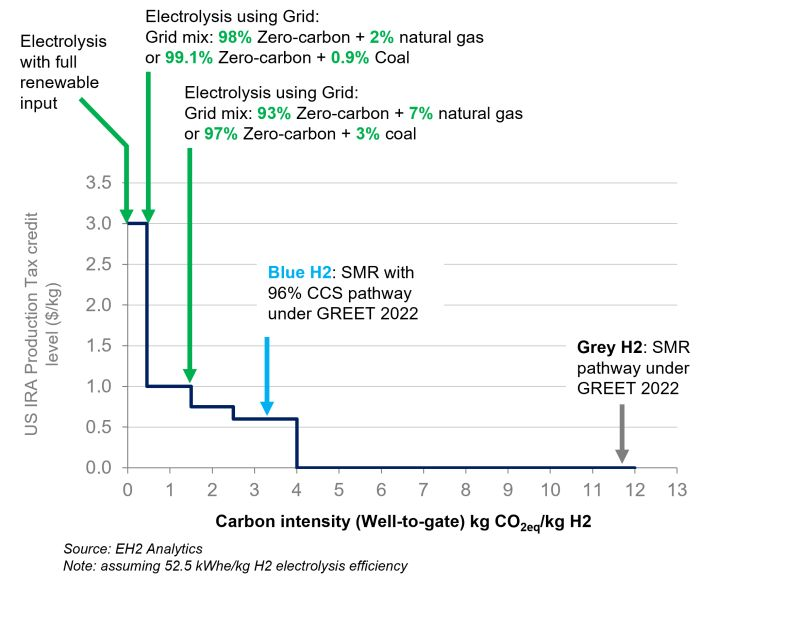 Electrolysis using Grid:
Grid mix: 98% Zero-carbon + 2% natural gas
or 99.1% Zero-carbon + 0.9% Coal
Electrolysis
with full
renewable
input
Electrolysis using Grid:
Grid mix: 93% Zero-carbon + 7% natural gas
or 97% Zero-carbon + 3% coal
US IRA Production Tax credit
level ($/kg)
3.5
3.0
2.5
2.0
1.5
1.0
0.5
0.0
Blue H2: SMR with
96% CCS pathway
under GREET 2022
Grey H2: SMR
pathway under
GREET 2022
0 1 2 3 4 5 6 7 8 9 10 11 12 13
Carbon intensity (Well-to-gate) kg CO2eq/kg H2
Source: EH2 Analytics
Note: assuming 52.5 kWhe/kg H2 electrolysis efficiency